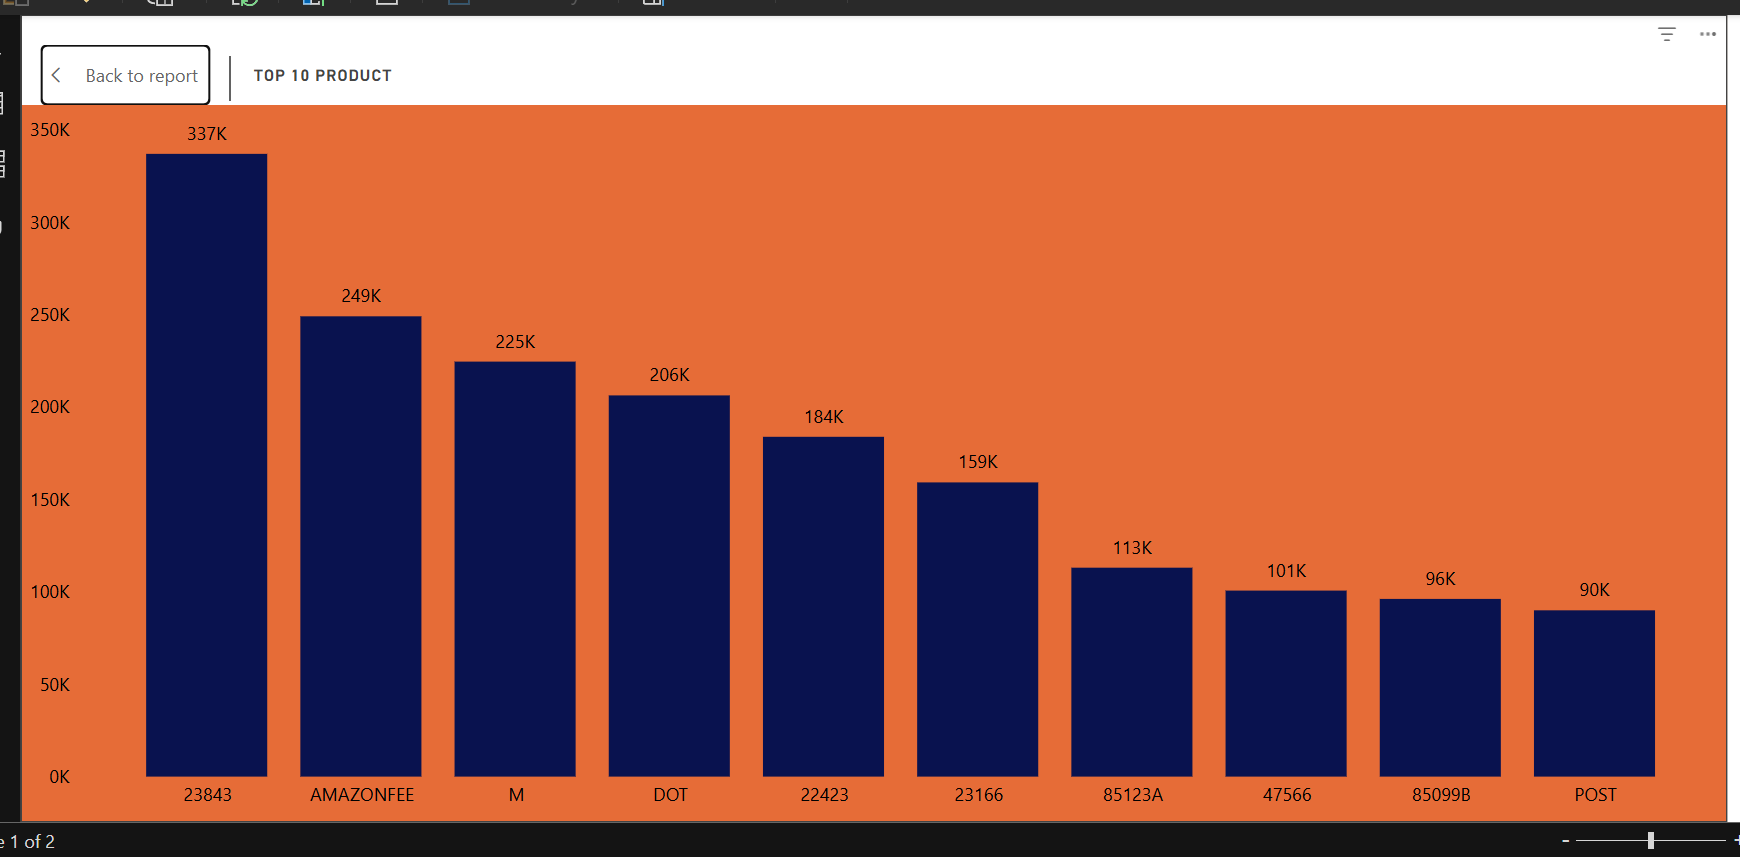 Back to report
TOP 10 PRODUCT
350K
300K
250K
200K
150K
100K
50K
0K
337K
249K
225K
206K
184K
159K
113K
101K
96K
90K
23843
AMAZONFEE
M
DOT
22423
23166
85123A
47566
85099B
POST
1 of 2